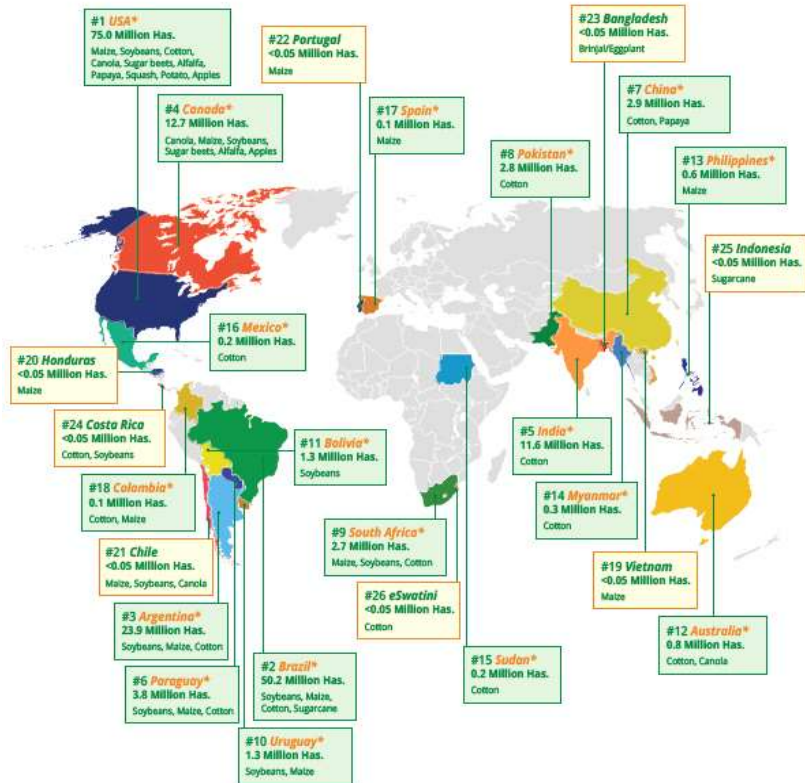 #1 USA*
75.0 Million Has.
Maize, Soybeans, Cotton,
Canola, Sugar beets, Alfalfa,
Papaya, Squash, Potato, Apples
#22 Portugal
<0.05 Million Has.
Maize
#23 Bangladesh
<0.05 Million Has.
Brinjal/Eggplant
#4 Canada*
12.7 Million Has.
Canola, Maize, Soybeans,
Sugar beets, Alfalfa, Apples
#17 Spain*
0.1 Million Has.
Maize
#7 China*
2.9 Million Has.
Cotton, Papaya
#8 Pakistan*
2.8 Million Has.
Cotton
#13 Philippines*
0.6 Million Has.
Maize
#25 Indonesia
<0.05 Million Has.
Sugarcane
#16 Mexico*
0.2 Million Has.
Cotton
#20 Honduras
<0.05 Million Has.
Maize
#24 Costa Rica
<0.05 Million Has.
Cotton, Soybeans
#11 Bolivia*
1.3 Million Has.
Soybeans
#5 India*
11.6 Million Has.
Cotton
#18 Colombia*
0.1 Million Has.
Cotton, Maize
#14 Myanmar*
0.3 Million Has.
Cotton
#9 South Africa*
2.7 Million Has.
Maize, Soybeans, Cotton
#21 Chile
<0.05 Million Has.
Maize, Soybeans, Canola
#19 Vietnam
<0.05 Million Has.
Maize
#26 eSwatini
<0.05 Million Has.
Cotton
#3 Argentina*
23.9 Million Has.
Soybeans, Maize, Cotton
#12 Australia*
0.8 Million Has.
Cotton, Canola
#2 Brazil*
50.2 Million Has.
Soybeans, Maize,
Cotton, Sugarcane
#15 Sudan*
0.2 Million Has.
Cotton
#6 Paraguay*
3.8 Million Has.
Soybeans, Maize, Cotton
#10 Uruguay*
1.3 Million Has.
Soybeans, Maize